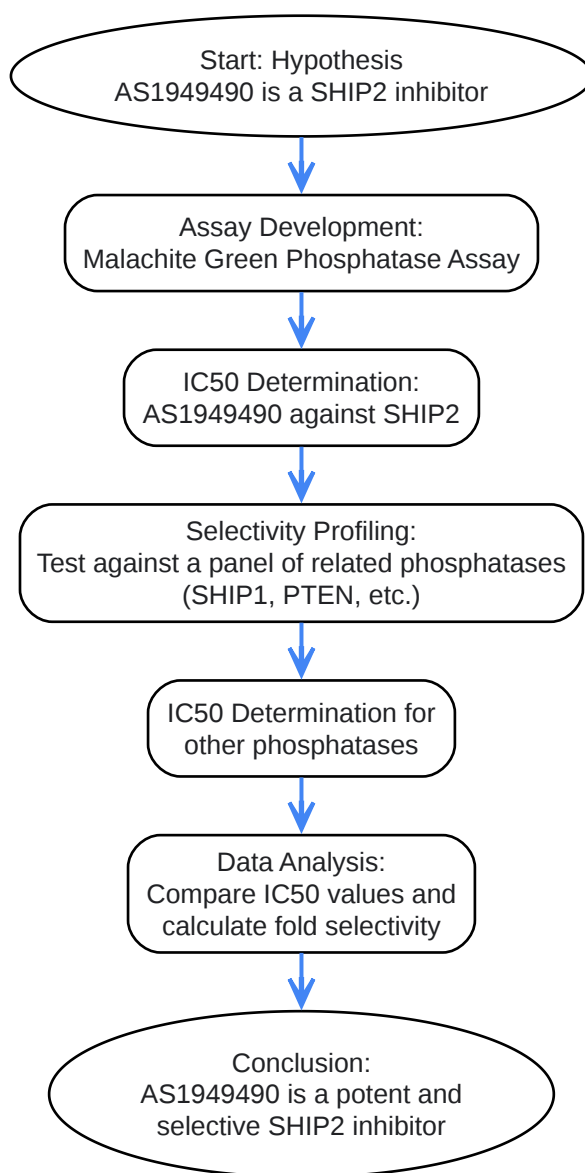 Start: Hypothesis
AS1949490 is a SHIP2 inhibitor
Assay Development:
Malachite Green Phosphatase Assay
IC50 Determination:
AS1949490 against SHIP2
Selectivity Profiling:
Test against a panel of related phosphatases
(SHIP1, PTEN, etc.)
IC50 Determination for
other phosphatases
Data Analysis:
Compare IC50 values and
calculate fold selectivity
Conclusion:
AS1949490 is a potent and
selective SHIP2 inhibitor